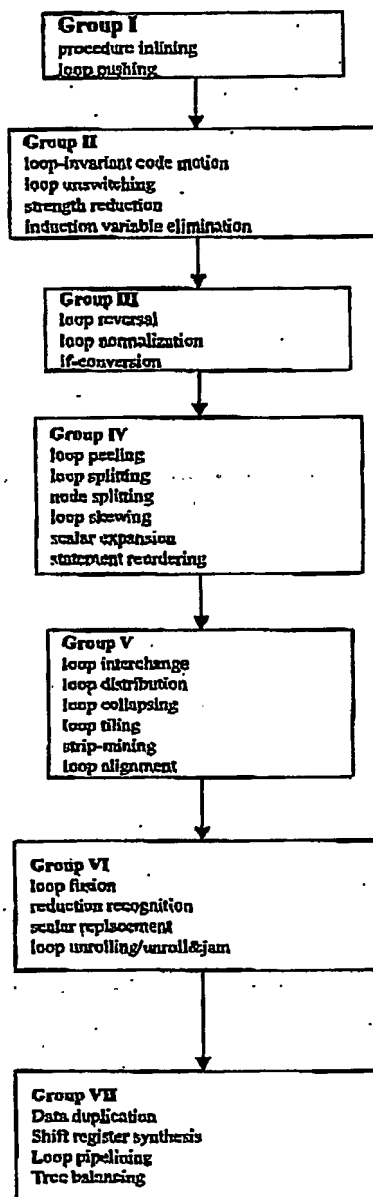 Group I
procedure inlining
loop pushing
Group II
loop-invariant code motion
loop unswitching
strength reduction
induction variable elimination
Group III
loop reversal
loop normalization
if-conversion
Group IV
loop peeling
loop splitting
node splitting
loop skewing
scalar expansion
statement reordering
Group V
loop interchange
loop distribution
loop collapsing
loop tiling
strip-mining
loop alignment
Group VI
loop fusion
reduction recognition
scalar replacement
loop unrolling/unroll&jam
Group VII
Data duplication
Shift register synthesis
Loop pipelining
Tree balancing